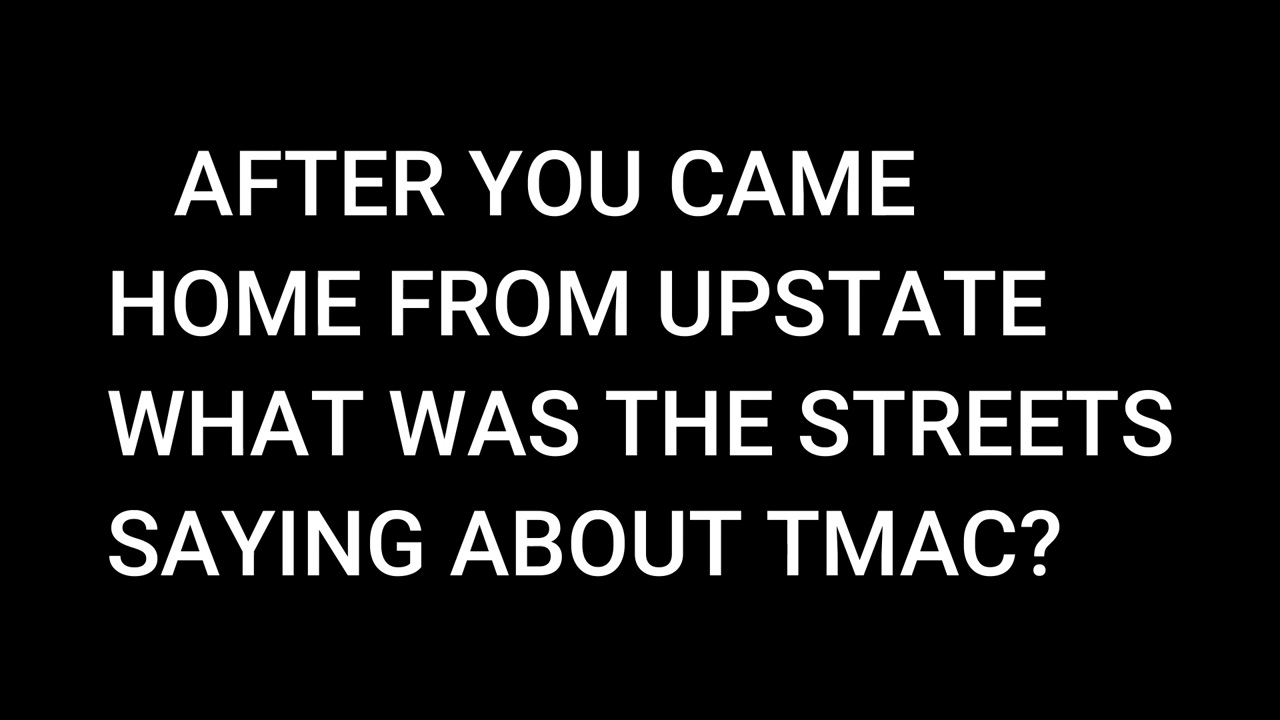 AFTER YOU CAME
HOME FROM UPSTATE
WHAT WAS THE STREETS
SAYING ABOUT TMAC?